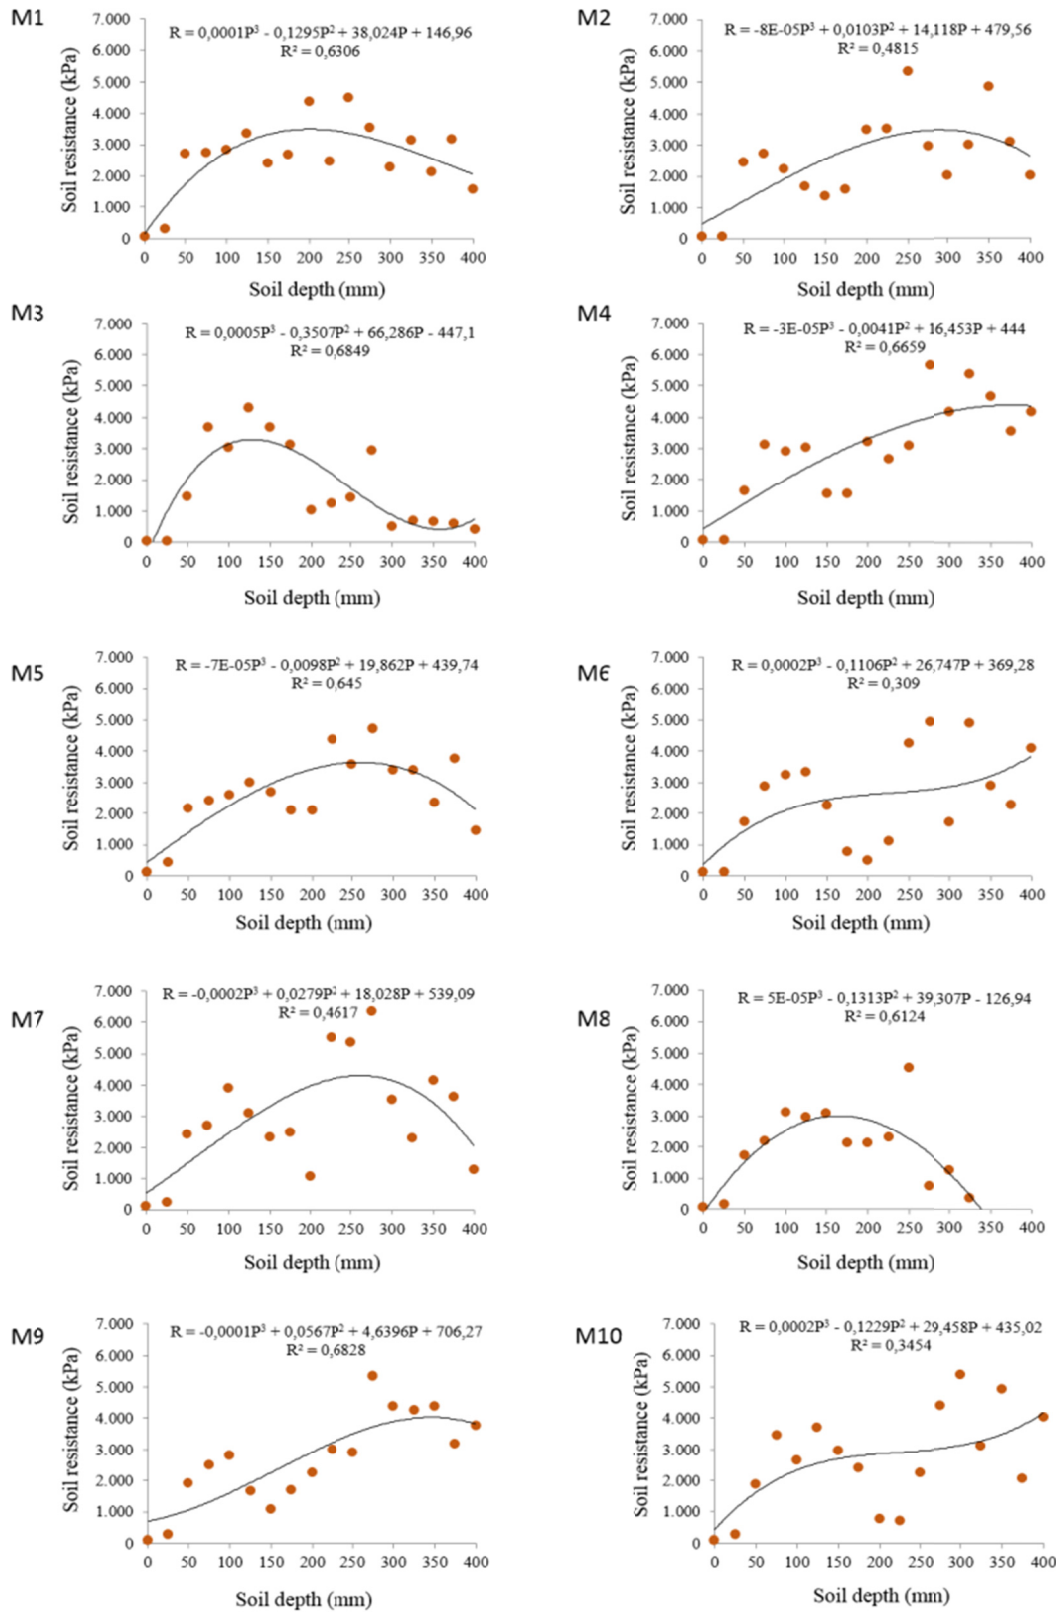 M1
R = 0,0001P³ - 0,1295P² + 38,024P + 146,96
R² = 0,6306
Soil resistance (kPa)
7.000
6.000
5.000
4.000
3.000
2.000
1.000
0
0 50 100 150 200 250 300 350 400
Soil depth (mm)
M2
R = -8E-05P³ + 0,0103P² + 14,118P + 479,56
R² = 0,4815
Soil resistance (kPa)
7.000
6.000
5.000
4.000
3.000
2.000
1.000
0
0 50 100 150 200 250 300 350 400
Soil depth (mm)
M3
R = 0,0005P³ - 0,3507P² + 66,286P - 447,1
R² = 0,6849
Soil resistance (kPa)
7.000
6.000
5.000
4.000
3.000
2.000
1.000
0
0 50 100 150 200 250 300 350 400
Soil depth (mm)
M4
R = -3E-05P³ - 0,0041P² + 16,453P + 444
R² = 0,6659
Soil resistance (kPa)
7.000
6.000
5.000
4.000
3.000
2.000
1.000
0
0 50 100 150 200 250 300 350 400
Soil depth (mm)
M5
R = -7E-05P³ - 0,0098P² + 19,862P + 439,74
R² = 0,645
Soil resistance (kPa)
7.000
6.000
5.000
4.000
3.000
2.000
1.000
0
0 50 100 150 200 250 300 350 400
Soil depth (mm)
M6
R = 0,0002P³ - 0,1106P² + 26,747P + 369,28
R² = 0,309
Soil resistance (kPa)
7.000
6.000
5.000
4.000
3.000
2.000
1.000
0
0 50 100 150 200 250 300 350 400
Soil depth (mm)
M7
R = -0,0002P³ + 0,0279P² + 18,028P + 539,09
R² = 0,4617
Soil resistance (kPa)
7.000
6.000
5.000
4.000
3.000
2.000
1.000
0
0 50 100 150 200 250 300 350 400
Soil depth (mm)
M8
R = 5E-05P³ - 0,1313P² + 39,307P - 126,94
R² = 0,6124
Soil resistance (kPa)
7.000
6.000
5.000
4.000
3.000
2.000
1.000
0
0 50 100 150 200 250 300 350 400
Soil depth (mm)
M9
R = -0,0001P³ + 0,0567P² + 4,6396P + 706,27
R² = 0,6828
Soil resistance (kPa)
7.000
6.000
5.000
4.000
3.000
2.000
1.000
0
0 50 100 150 200 250 300 350 400
Soil depth (mm)
M10
R = 0,0002P³ - 0,1229P² + 29,458P + 435,02
R² = 0,3454
Soil resistance (kPa)
7.000
6.000
5.000
4.000
3.000
2.000
1.000
0
0 50 100 150 200 250 300 350 400
Soil depth (mm)